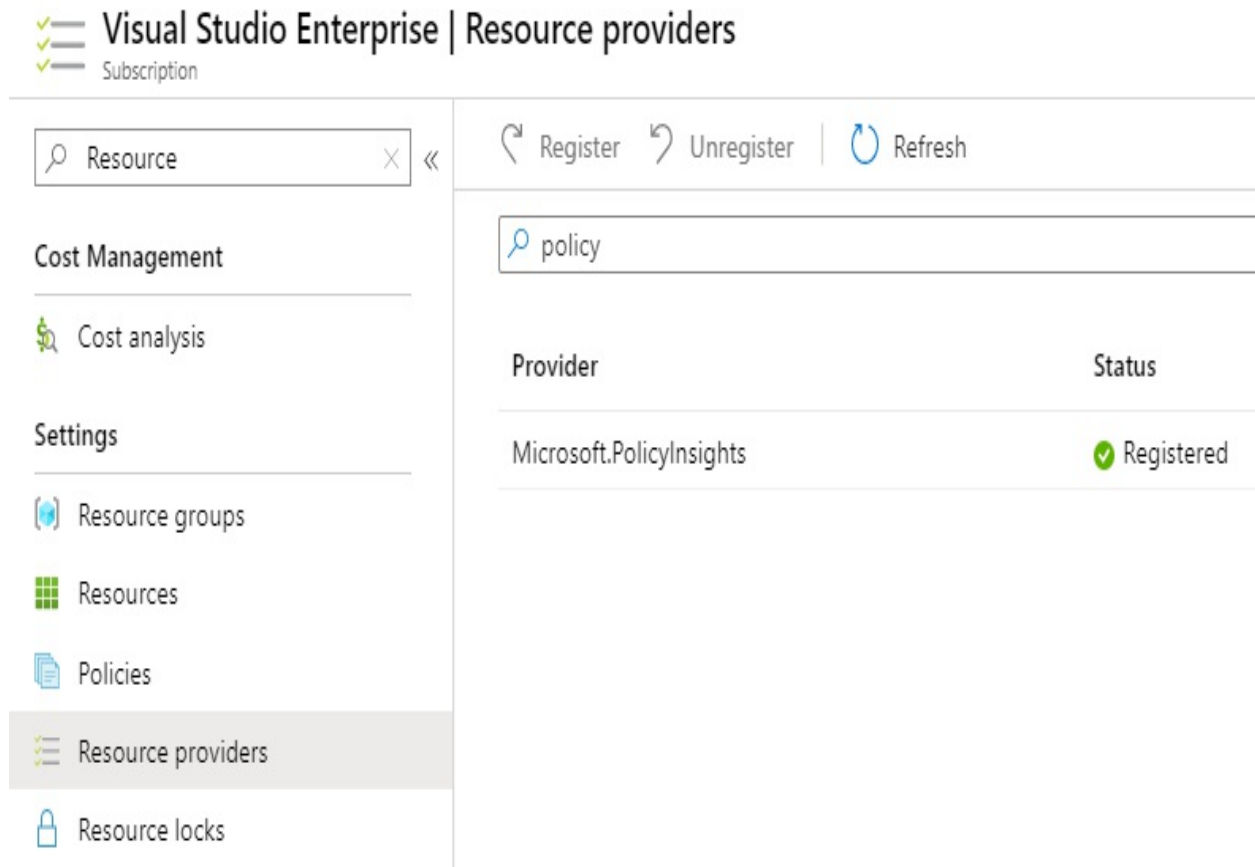 Visual Studio Enterprise | Resource providers
Subscription
Resource
Cost Management
Cost analysis
Settings
Resource groups
Resources
Policies
Resource providers
Resource locks
Register Unregister Refresh
policy
Provider Status
Microsoft.PolicyInsights Registered